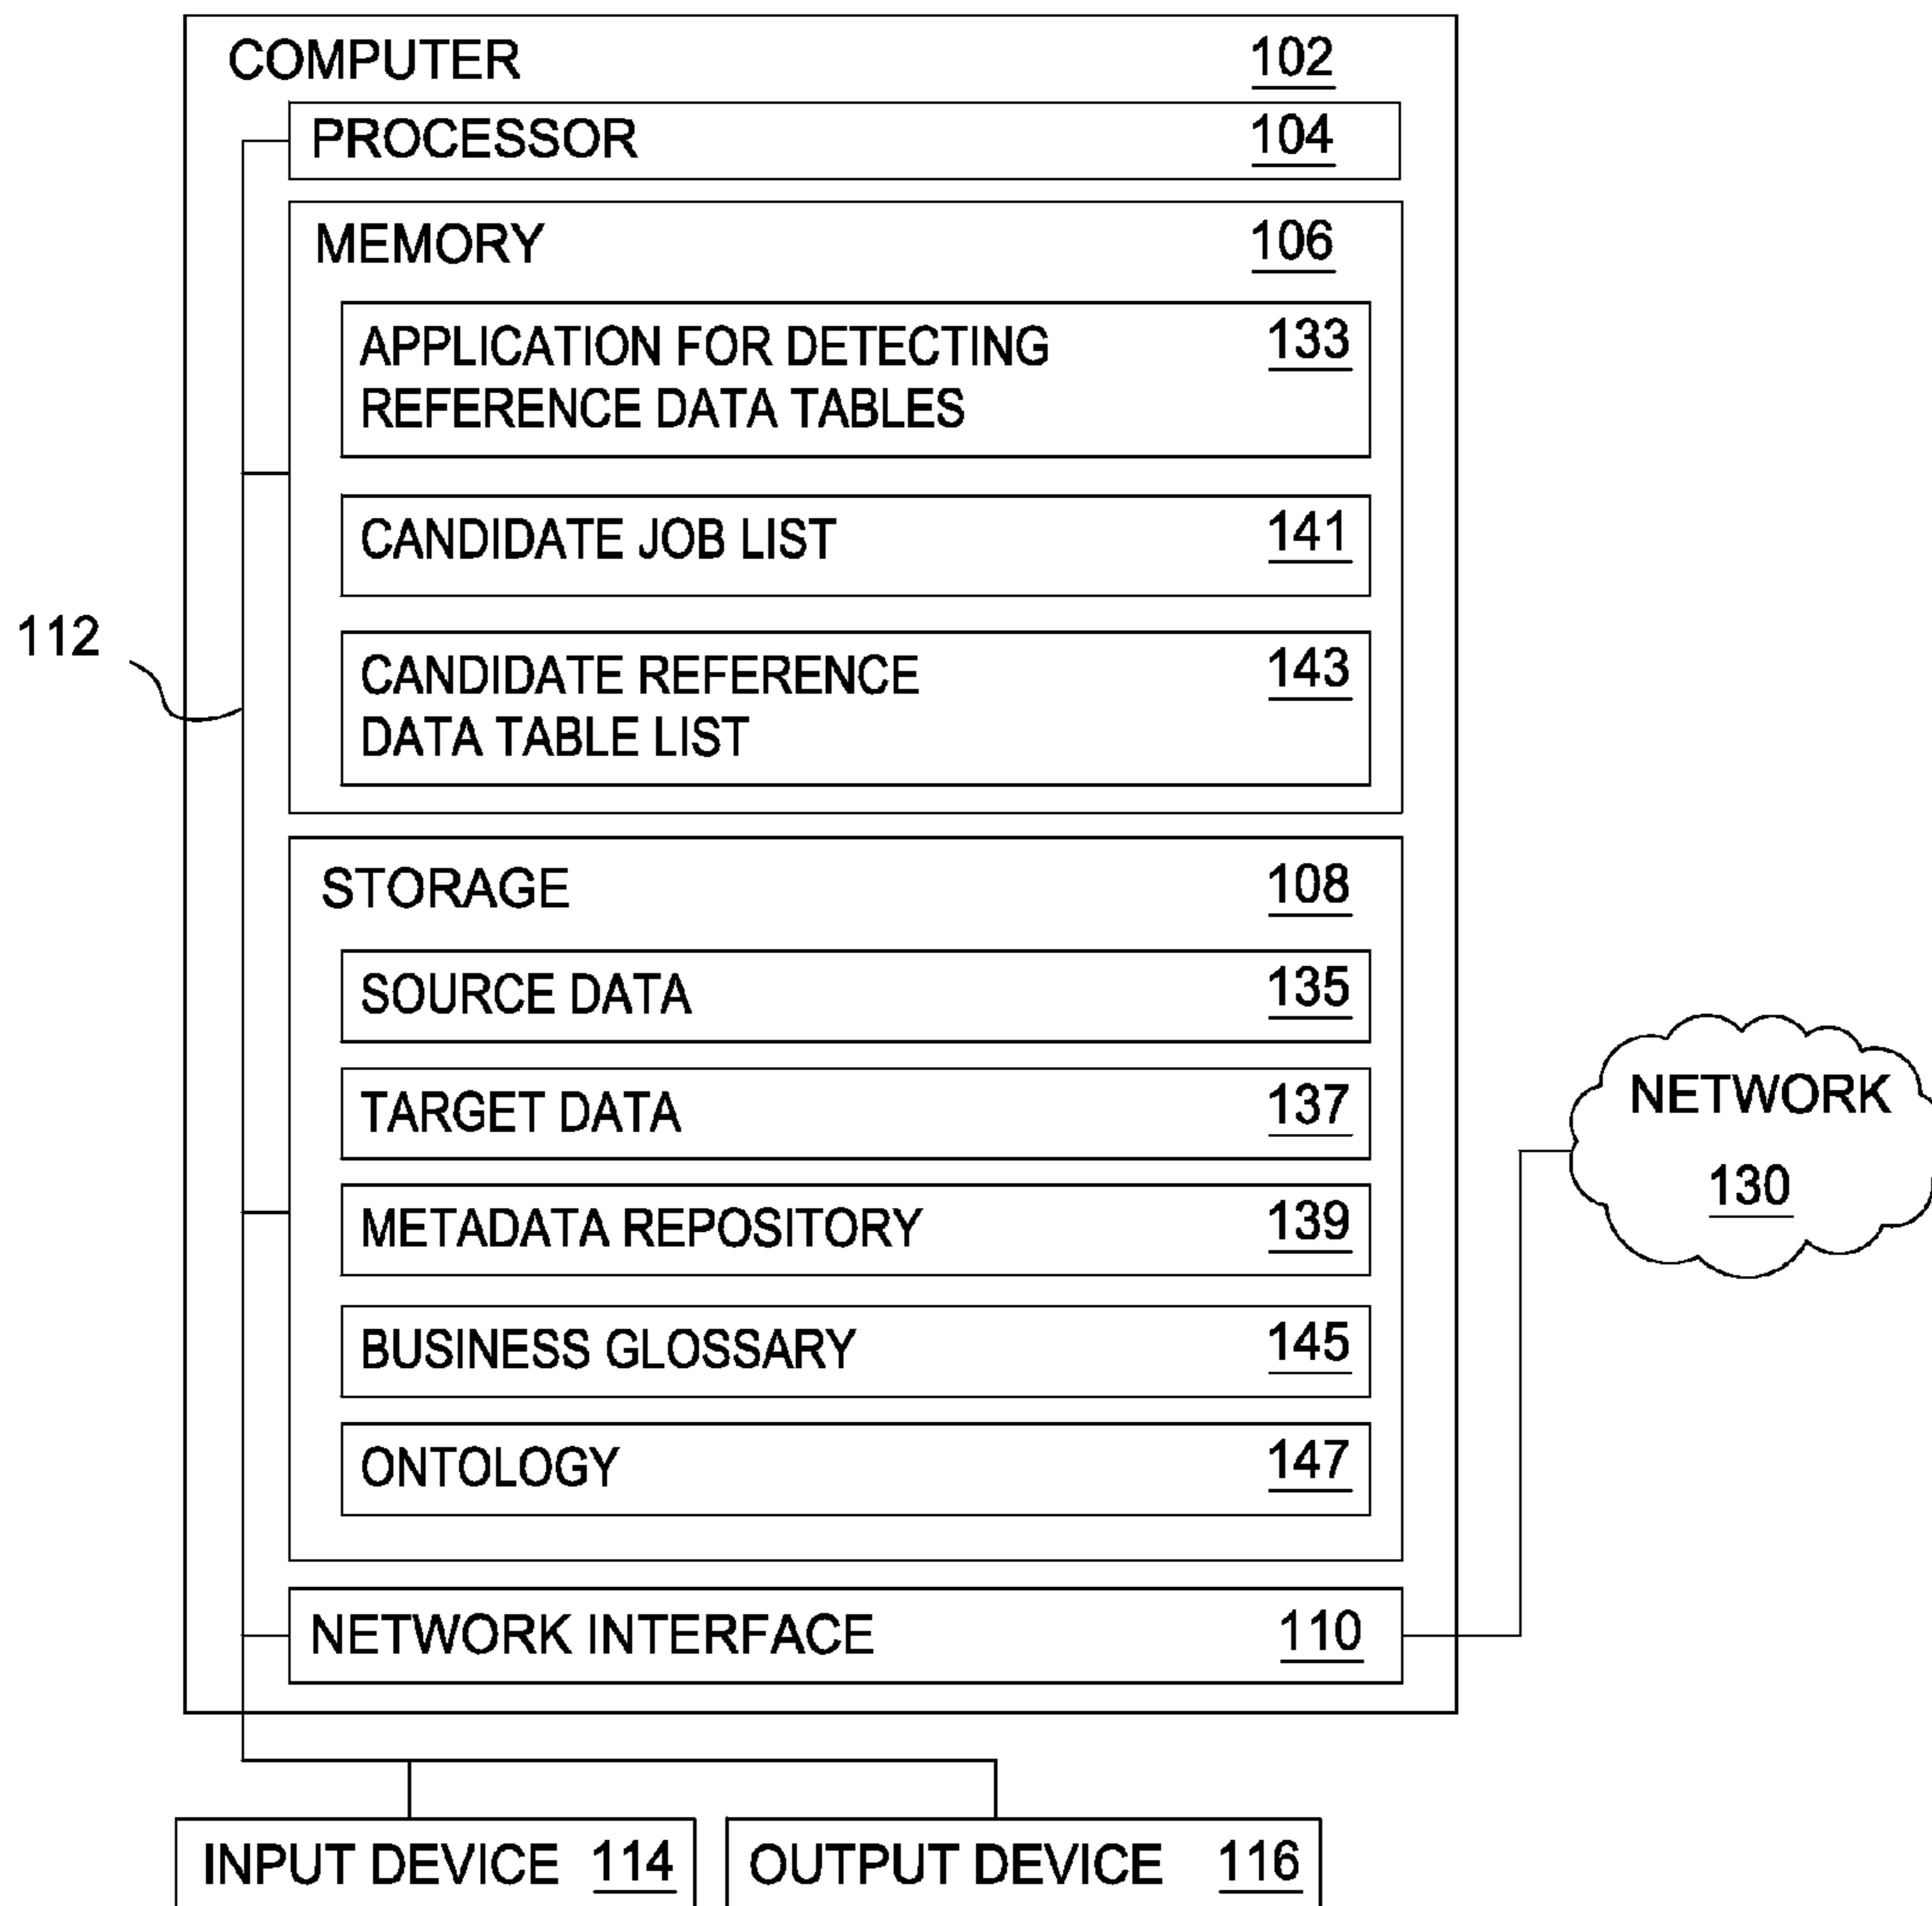 COMPUTER 102
PROCESSOR 104
MEMORY 106
APPLICATION FOR DETECTING 133
REFERENCE DATA TABLES
CANDIDATE JOB LIST 141
112
CANDIDATE REFERENCE 143
DATA TABLE LIST
STORAGE 108
SOURCE DATA 135
TARGET DATA 137
METADATA REPOSITORY 139
BUSINESS GLOSSARY 145
ONTOLOGY 147
NETWORK
130
NETWORK INTERFACE 110
INPUT DEVICE 114
OUTPUT DEVICE 116